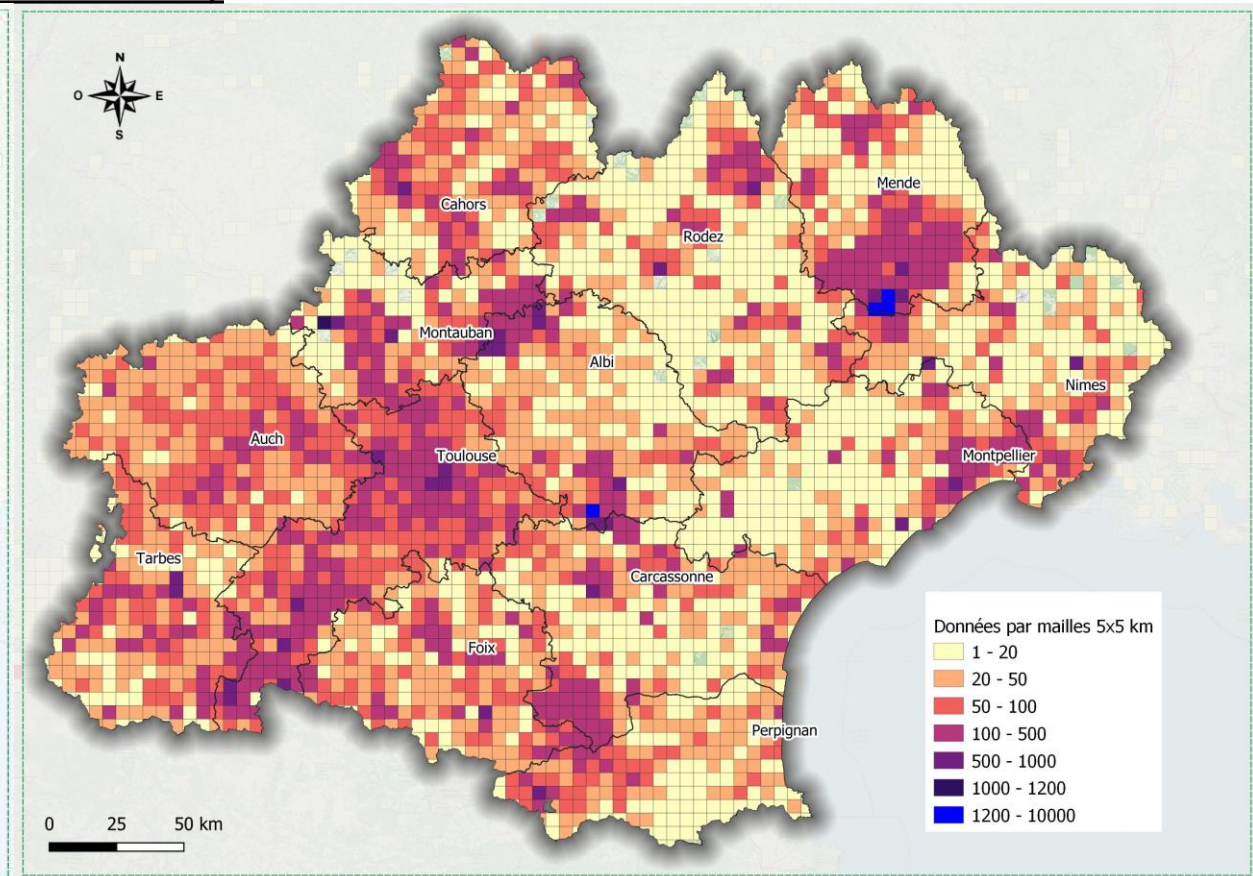 N
O E
S
Mende
Cahors
Rodez
Montauban
Albi
Nimes
Auch
Toulouse
Montpellier
Tarbes
Carcassonne
Foix
Perpignan
Données par mailles 5x5 km
1 - 20
20 - 50
50 - 100
100 - 500
500 - 1000
1000 - 1200
1200 - 10000
0 25 50 km